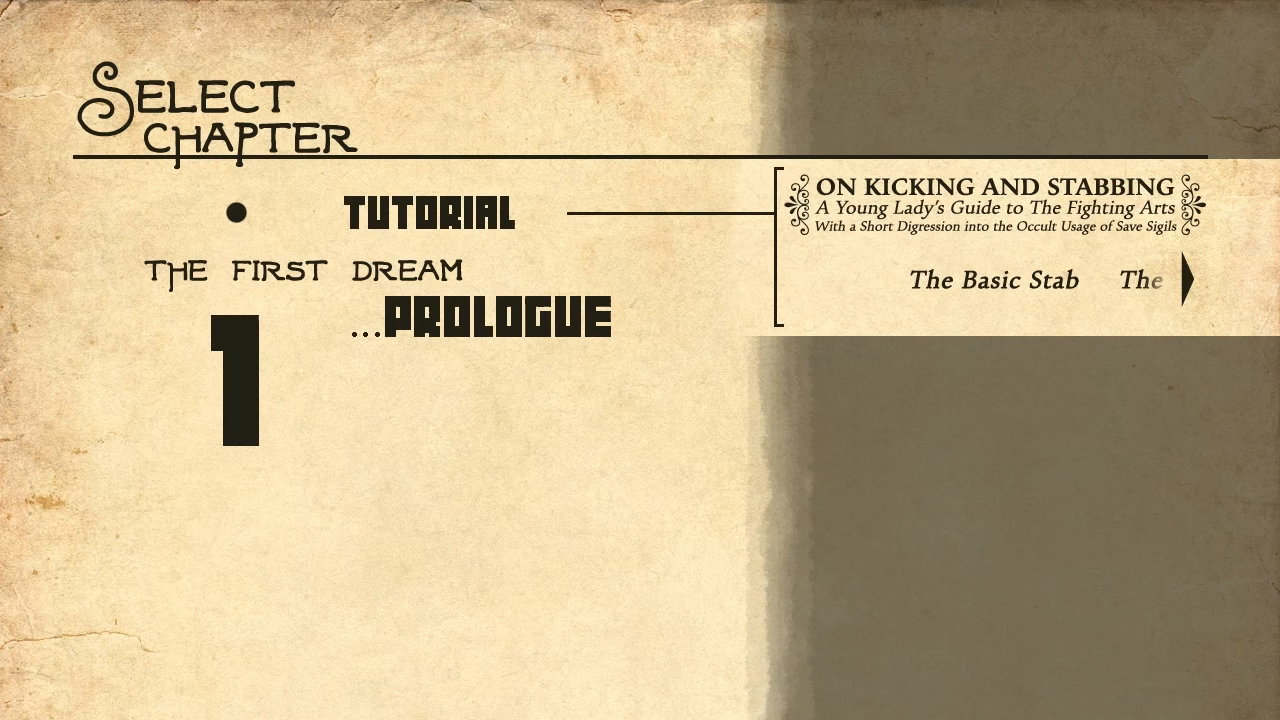 SELECT
CHAPTER
TUTORIAL
ON KICKING AND STABBING
A Young Lady's Guide to The Fighting Arts
With a Short Digression into the Occult Usage of Save Sigils
The Basic Stab The
THE FIRST DREAM
...PROLOGUE
1